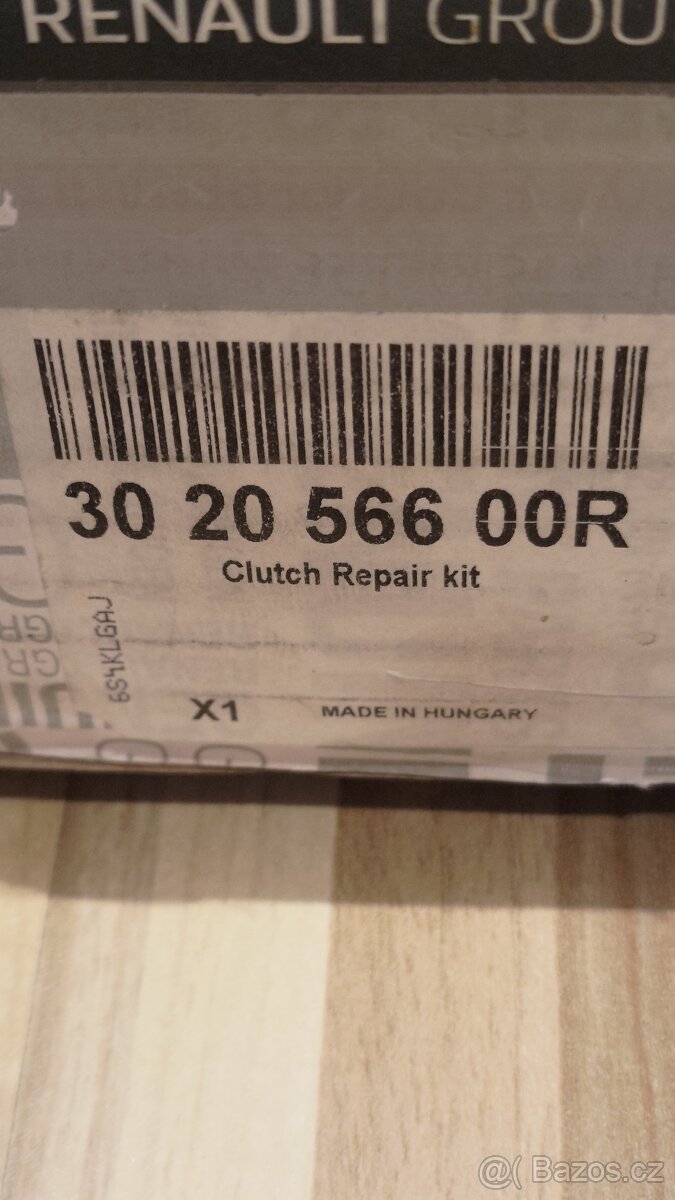 RENAULT GROU
30 20 566 00R
Clutch Repair kit
6S4KLGAJ
X1
MADE IN HUNGARY
@( Bazos.cz